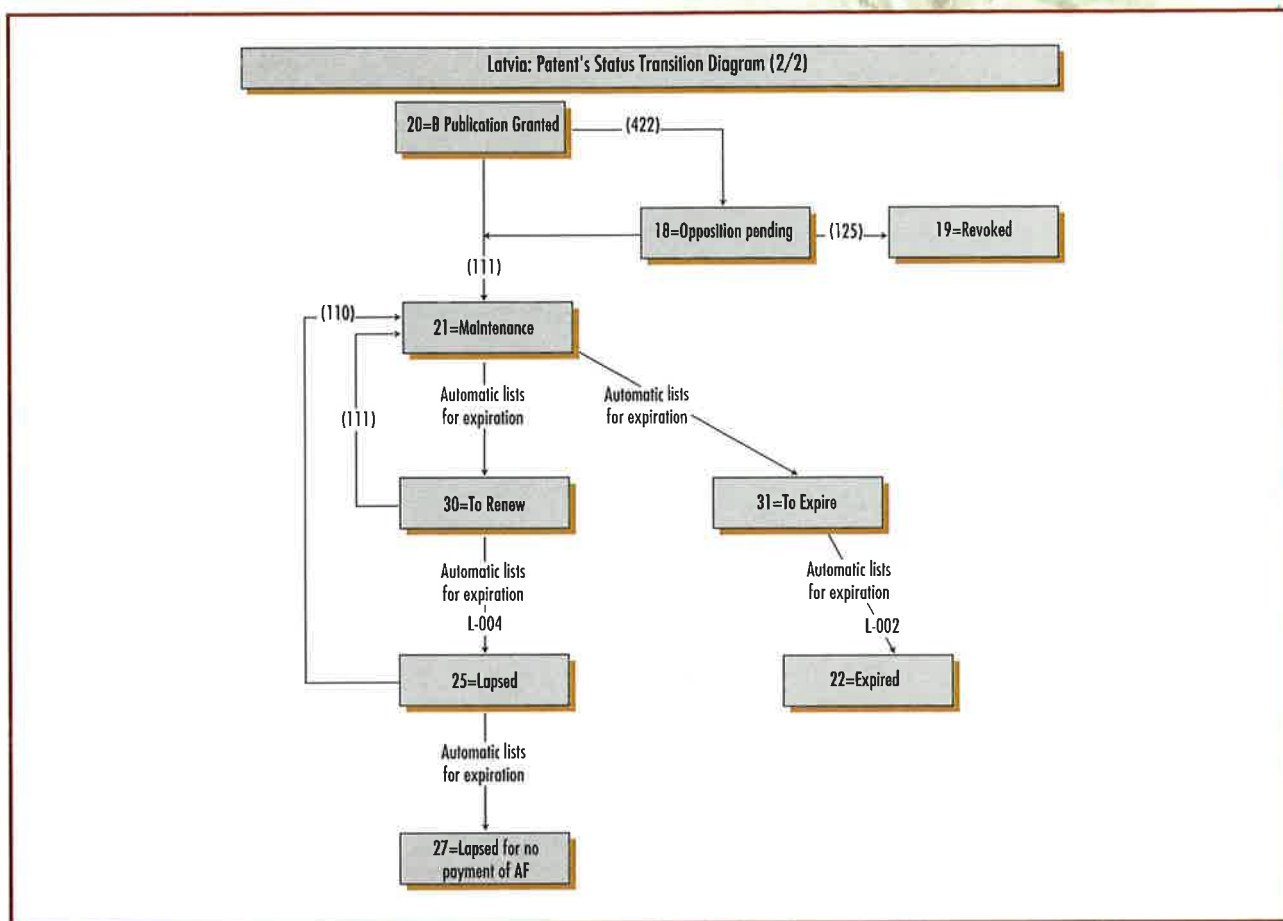 Latvia: Patent's Status Transition Diagram (2/2)
20=B Publication Granted
(422)
18=Opposition pending
(125)
19=Revoked
(111)
(110)
21=Maintenance
Automatic lists
for expiration
Automatic lists
for expiration
(111)
30=To Renew
31=To Expire
Automatic lists
for expiration
L-004
Automatic lists
for expiration
L-002
25=Lapsed
22=Expired
Automatic lists
for expiration
27=Lapsed for no
payment of AF